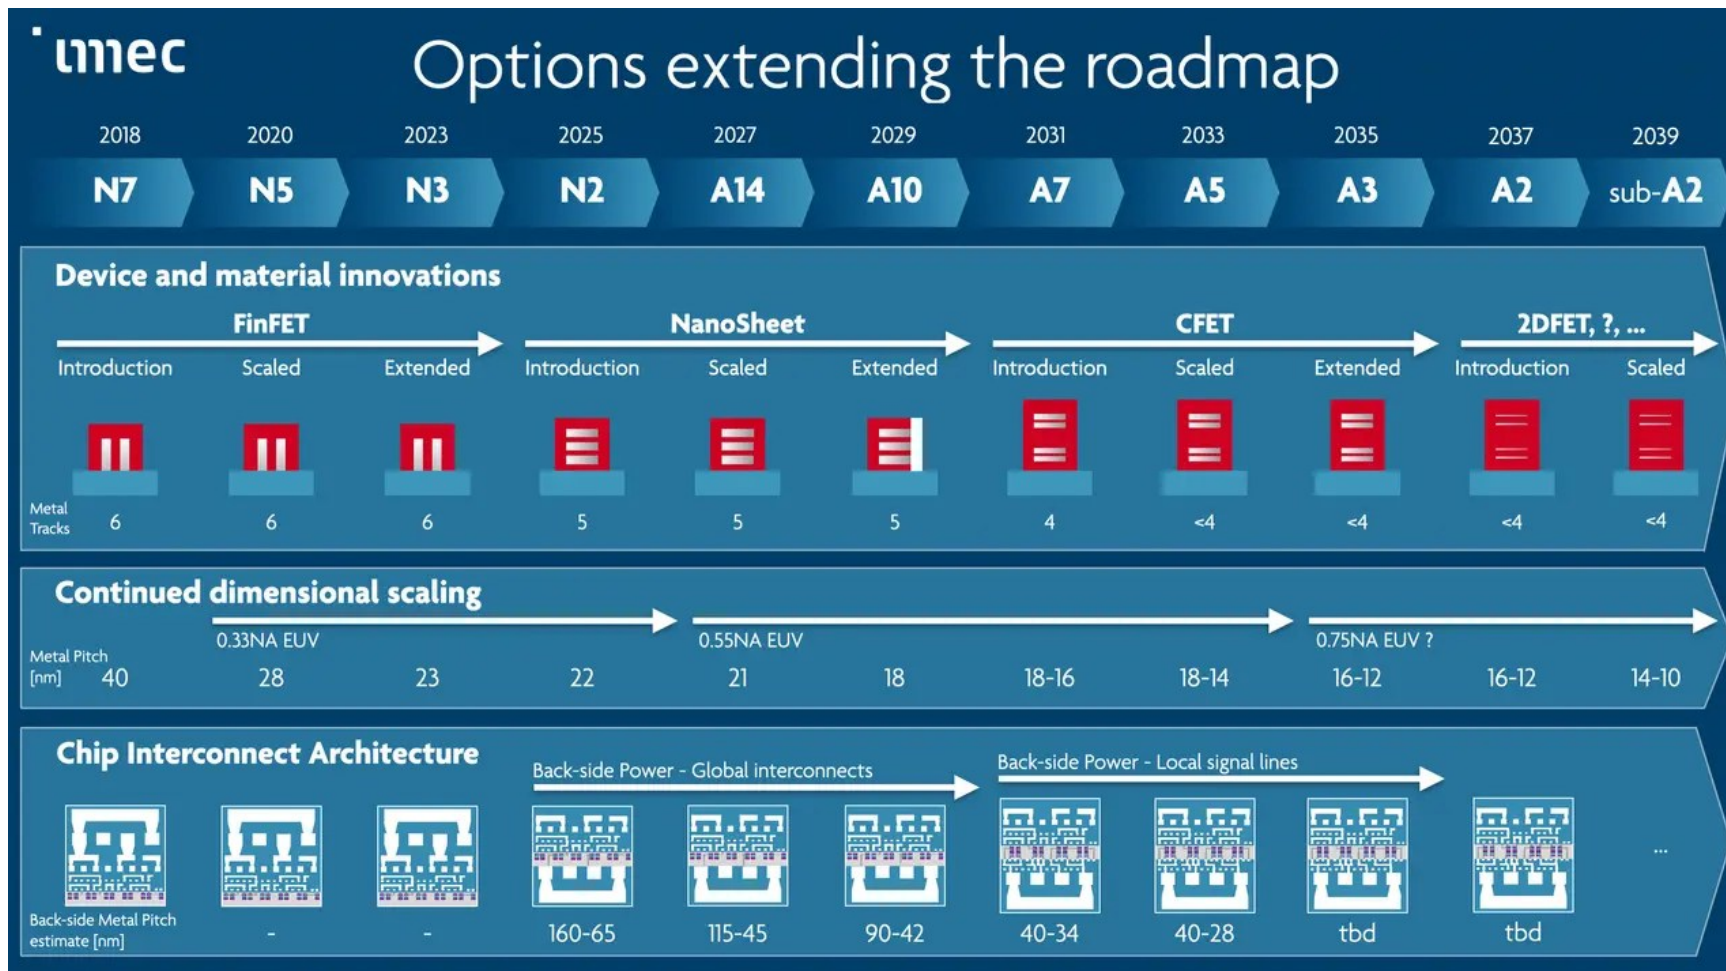 imec
Options extending the roadmap
2018 2020 2023 2025 2027 2029 2031 2033 2035 2037 2039
N7 N5 N3 N2 A14 A10 A7 A5 A3 A2 sub-A2
Device and material innovations
FinFET NanoSheet CFET 2DFET, ?, ...
Introduction Scaled Extended Introduction Scaled Extended Introduction Scaled Extended Introduction Scaled
Metal
Tracks 6 6 6 5 5 5 4 <4 <4 <4 <4
Continued dimensional scaling
0.33NA EUV 0.55NA EUV 0.75NA EUV ?
Metal Pitch
[nm] 40 28 23 22 21 18 18-16 18-14 16-12 16-12 14-10
Chip Interconnect Architecture
Back-side Power - Global interconnects Back-side Power - Local signal lines
...
Back-side Metal Pitch
estimate [nm] - - 160-65 115-45 90-42 40-34 40-28 tbd tbd